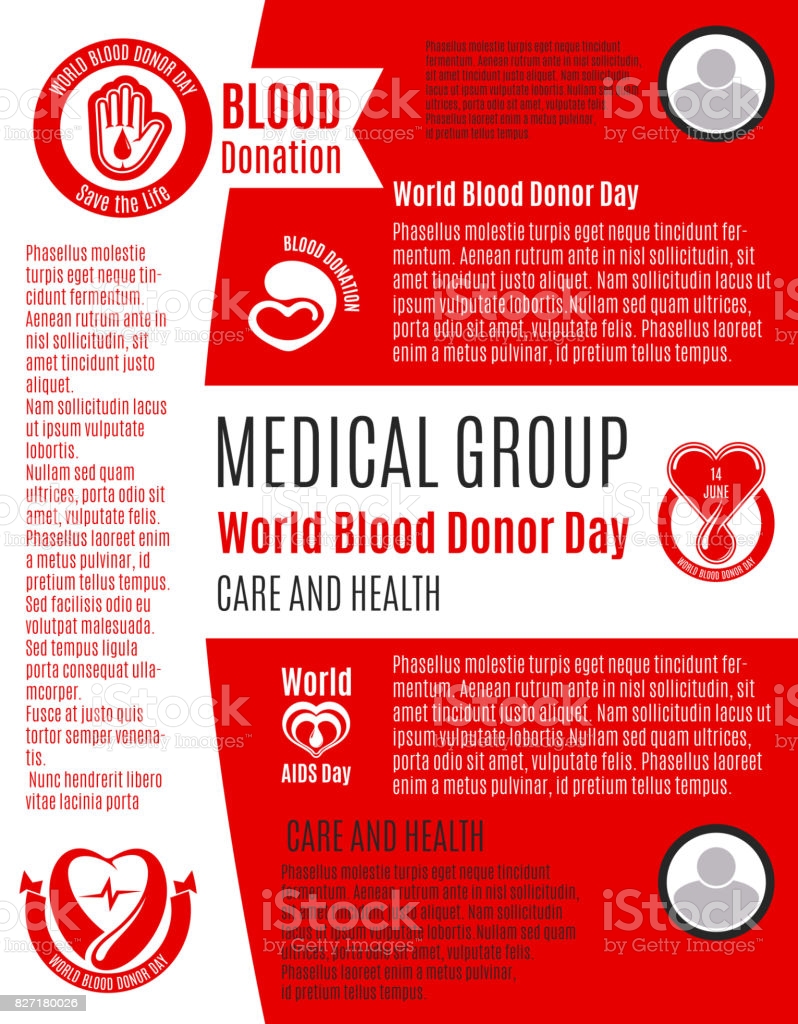 WORLD BLOOD DONOR DAY
Save the Life
BLOOD
Donation
Phasellus molestie turpis eget neque tincidunt
fermentum. Aenean rutrum ante in nisl sollicitudin,
sit amet tincidunt justo aliquet.
Nam sollicitudin lacus ut ipsum vulputate lobortis.
Nullam sed quam ultrices, porta odio sit amet,
vulputate felis. Phasellus laoreet enim a metus pulvinar,
id pretium tellus tempus.
World Blood Donor Day
BLOOD DONATION
Phasellus molestie turpis eget neque tincidunt fer-
mentum. Aenean rutrum ante in nisl sollicitudin,
sit amet tincidunt justo aliquet. Nam sollicitudin lacus ut
ipsum vulputate lobortis. Nullam sed quam ultrices,
porta odio sit amet, vulputate felis. Phasellus laoreet
enim a metus pulvinar, id pretium tellus tempus.
Phasellus molestie
turpis eget neque tin-
cidunt fermentum.
Aenean rutrum ante in
nisl sollicitudin, sit
amet tincidunt justo
aliquet.
Nam sollicitudin lacus
ut ipsum vulputate
lobortis.
Nullam sed quam
ultrices, porta odio sit
amet, vulputate felis.
Phasellus laoreet enim
a metus pulvinar, id
pretium tellus tempus.
Sed facilisis odio eu
volutpat malesuada.
Sed tempus ligula
porta consequat ulla-
mcorper.
Fusce at justo quis
tortor semper venena-
tis.
Nunc hendrerit libero
vitae lacinia porta
MEDICAL GROUP
World Blood Donor Day
CARE AND HEALTH
14
JUNE
WORLD BLOOD DONOR DAY
World
AIDS Day
Phasellus molestie turpis eget neque tincidunt fer-
mentum. Aenean rutrum ante in nisl sollicitudin,
sit amet tincidunt justo aliquet. Nam sollicitudin lacus ut
ipsum vulputate lobortis. Nullam sed quam ultrices,
porta odio sit amet, vulputate felis. Phasellus laoreet
enim a metus pulvinar, id pretium tellus tempus.
CARE AND HEALTH
Phasellus molestie turpis eget neque tincidunt
fermentum. Aenean rutrum ante in nisl sollicitudin,
sit amet tincidunt justo aliquet.
Nam sollicitudin lacus ut ipsum vulputate lobortis.
Nullam sed quam ultrices, porta odio sit amet,
vulputate felis.
Phasellus laoreet enim a metus pulvinar,
id pretium tellus tempus.
WORLD BLOOD DONOR DAY
iStock
by Getty Images™
827180026